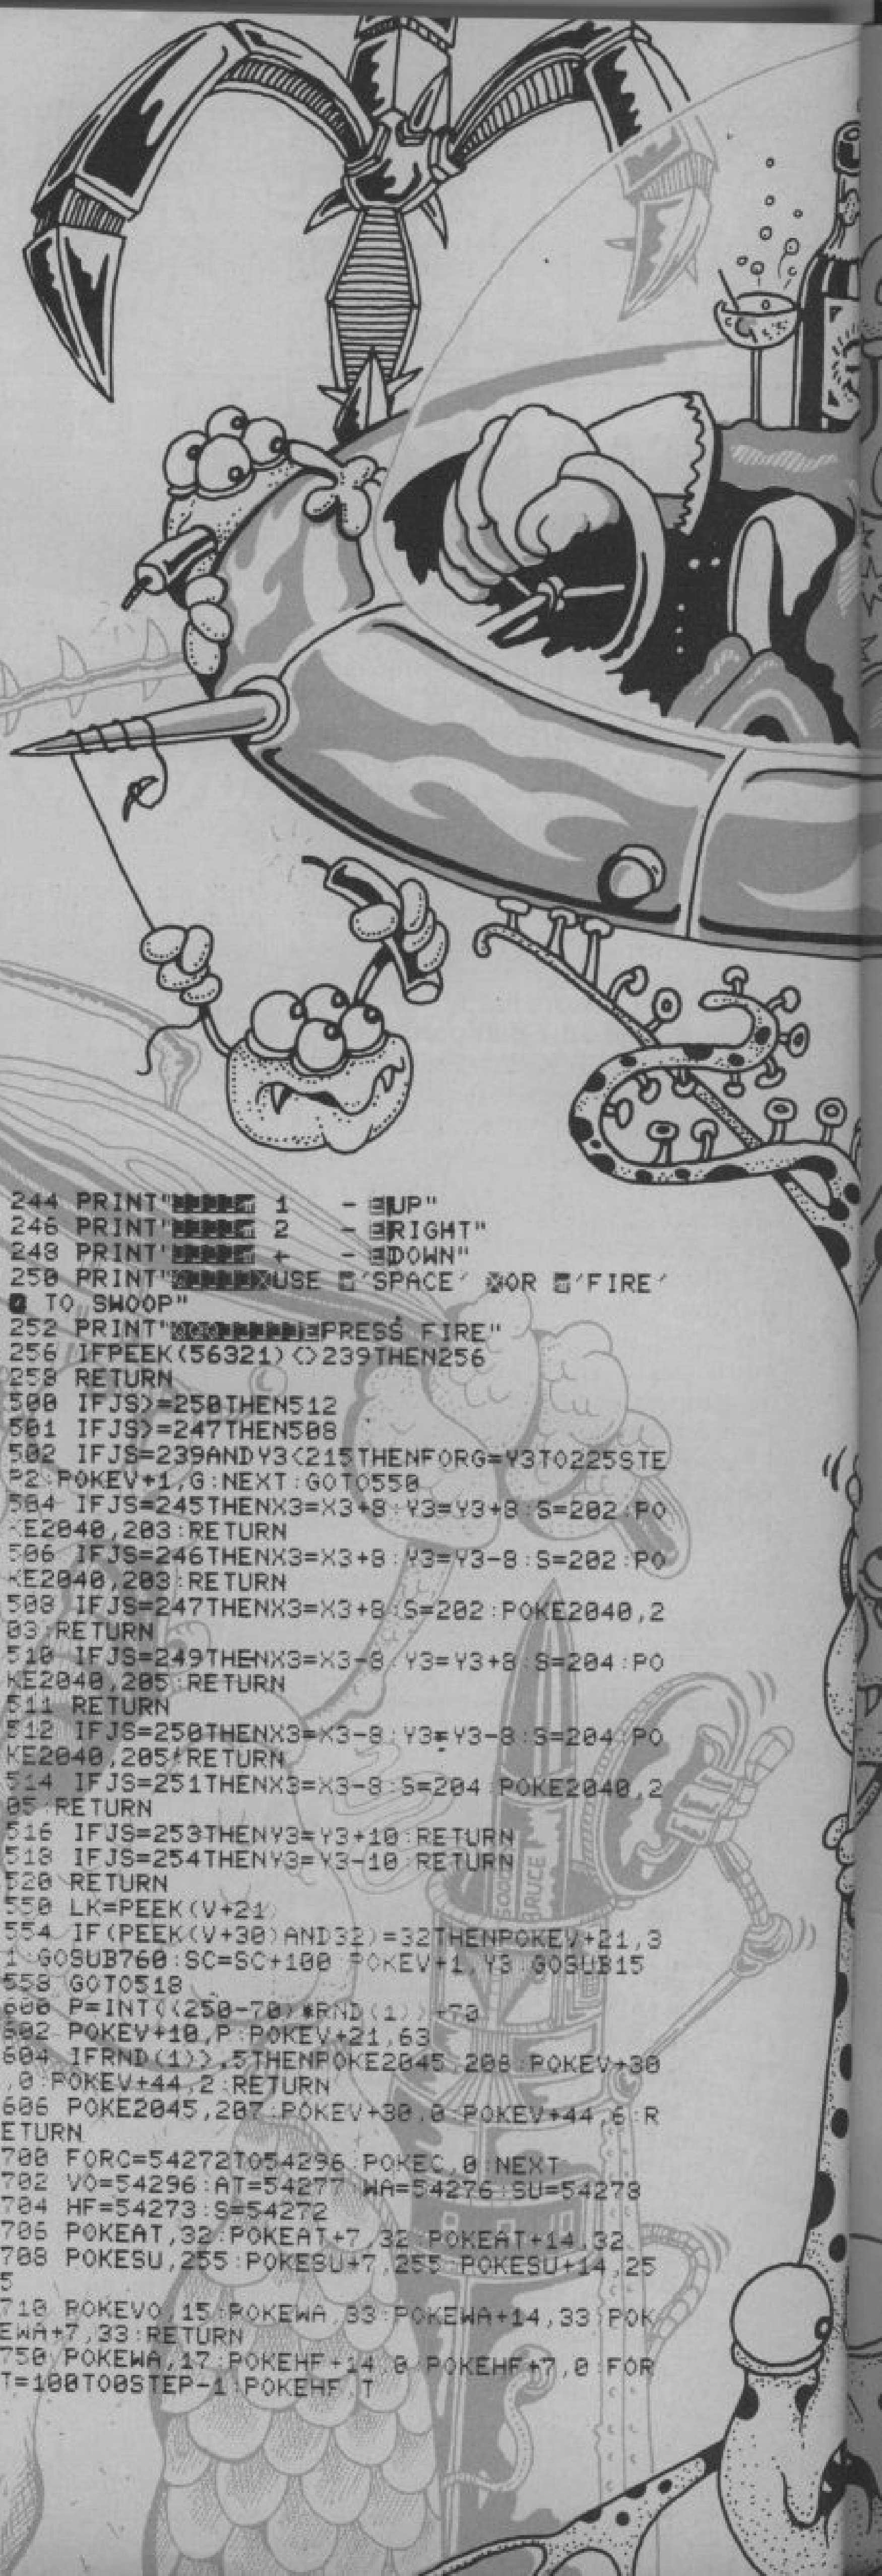 244 PRINT" 1 - UP"
246 PRINT" 2 - RIGHT"
248 PRINT" ← - DOWN"
250 PRINT" USE 'SPACE' OR 'FIRE'
TO SWOOP"
252 PRINT" PRESS FIRE"
256 IFPEEK(56321)<>239THEN256
258 RETURN
500 IFJS>=250THEN512
501 IFJS>=247THEN508
502 IFJS=239ANDY3<215THENFORG=Y3TO225STE
P2:POKEV+1,G:NEXT:GOTO550
504 IFJS=245THENX3=X3+8:Y3=Y3+8:S=202:PO
KE2040,203:RETURN
506 IFJS=246THENX3=X3+8:Y3=Y3-8:S=202:PO
KE2040,203:RETURN
508 IFJS=247THENX3=X3+8:S=202:POKE2040,2
03:RETURN
510 IFJS=249THENX3=X3-8:Y3=Y3+8:S=204:PO
KE2040,205:RETURN
511 RETURN
512 IFJS=250THENX3=X3-8:Y3=Y3-8:S=204:PO
KE2040,205:RETURN
514 IFJS=251THENX3=X3-8:S=204:POKE2040,2
05:RETURN
516 IFJS=253THENY3=Y3+10:RETURN
518 IFJS=254THENY3=Y3-10:RETURN
520 RETURN
550 LK=PEEK(V+21)
554 IF(PEEK(V+30)AND32)=32THENPOKEV+21,3
1:GOSUB760:SC=SC+100:POKEV+1,Y3:GOSUB15
558 GOTO518
600 P=INT((250-70)*RND(1))+70
602 POKEV+10,P:POKEV+21,63
604 IFRND(1)>.5THENPOKE2045,208:POKEV+30
,0:POKEV+44,2:RETURN
606 POKE2045,207:POKEV+30,0:POKEV+44,6:R
ETURN
700 FORC=54272TO54296:POKEC,0:NEXT
702 VO=54296:AT=54277:WA=54276:SU=54278
704 HF=54273:S=54272
706 POKEAT,32:POKEAT+7,32:POKEAT+14,32
708 POKESU,255:POKESU+7,255:POKESU+14,25
5
710 POKEVO,15:POKEWA,33:POKEWA+14,33:POK
EWA+7,33:RETURN
750 POKEWA,17:POKEHF+14,0:POKEHF+7,0:FOR
T=100TO0STEP-1:POKEHF,T
SAUCE